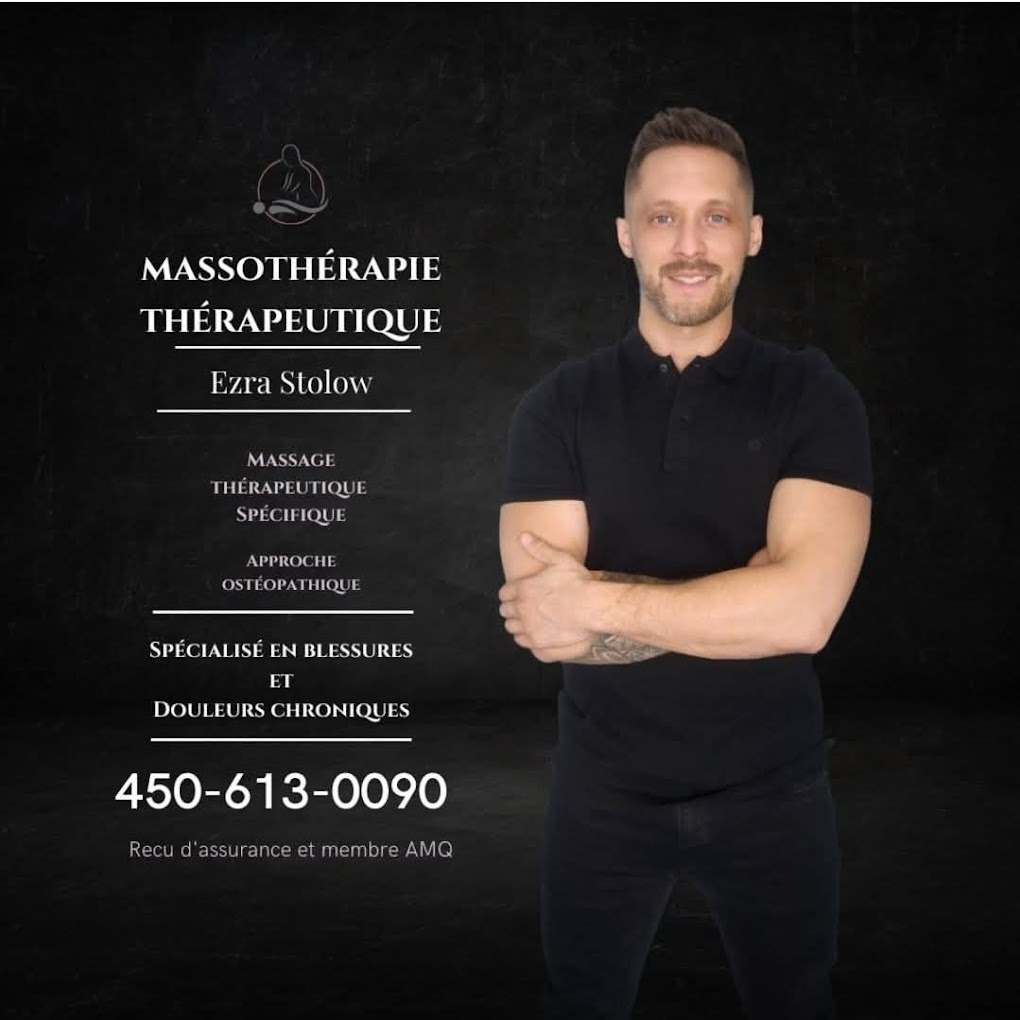 MASSOTHÉRAPIE
THÉRAPEUTIQUE
Ezra Stolow
MASSAGE
THÉRAPEUTIQUE
SPÉCIFIQUE
APPROCHE
OSTÉOPATHIQUE
SPÉCIALISÉ EN BLESSURES
ET
DOULEURS CHRONIQUES
450-613-0090
Recu d'assurance et membre AMQ